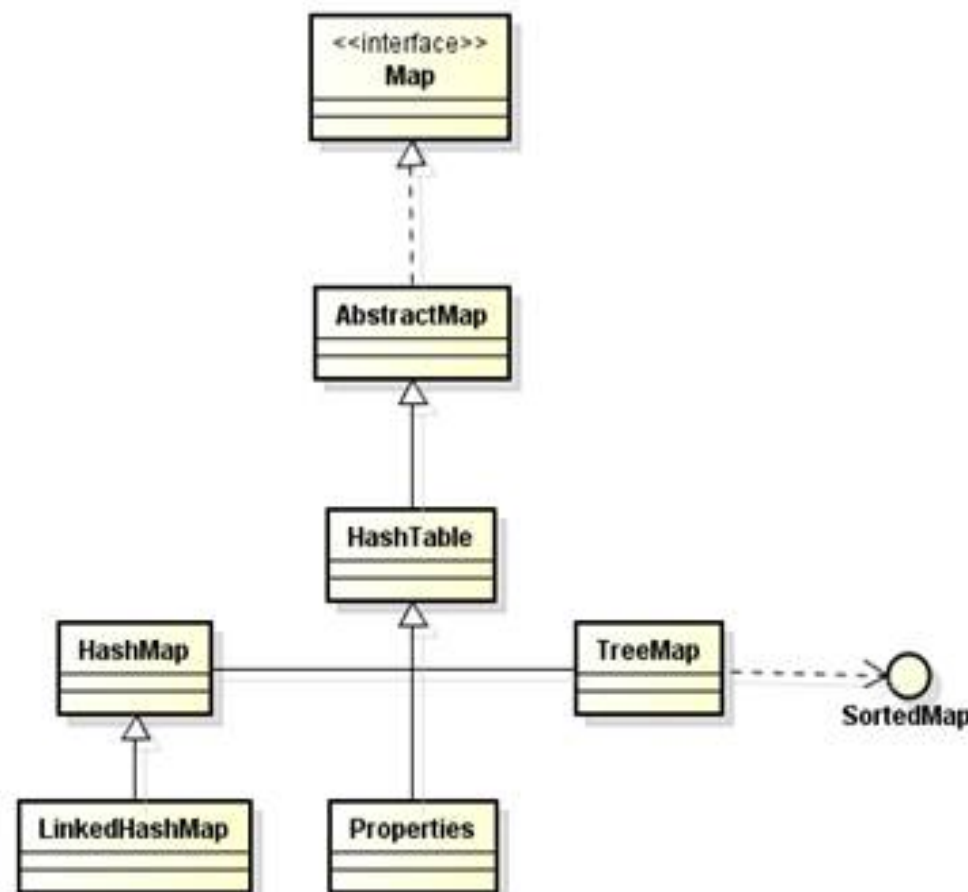 <<interface>>
Map
AbstractMap
HashTable
HashMap
TreeMap
SortedMap
LinkedHashMap
Properties